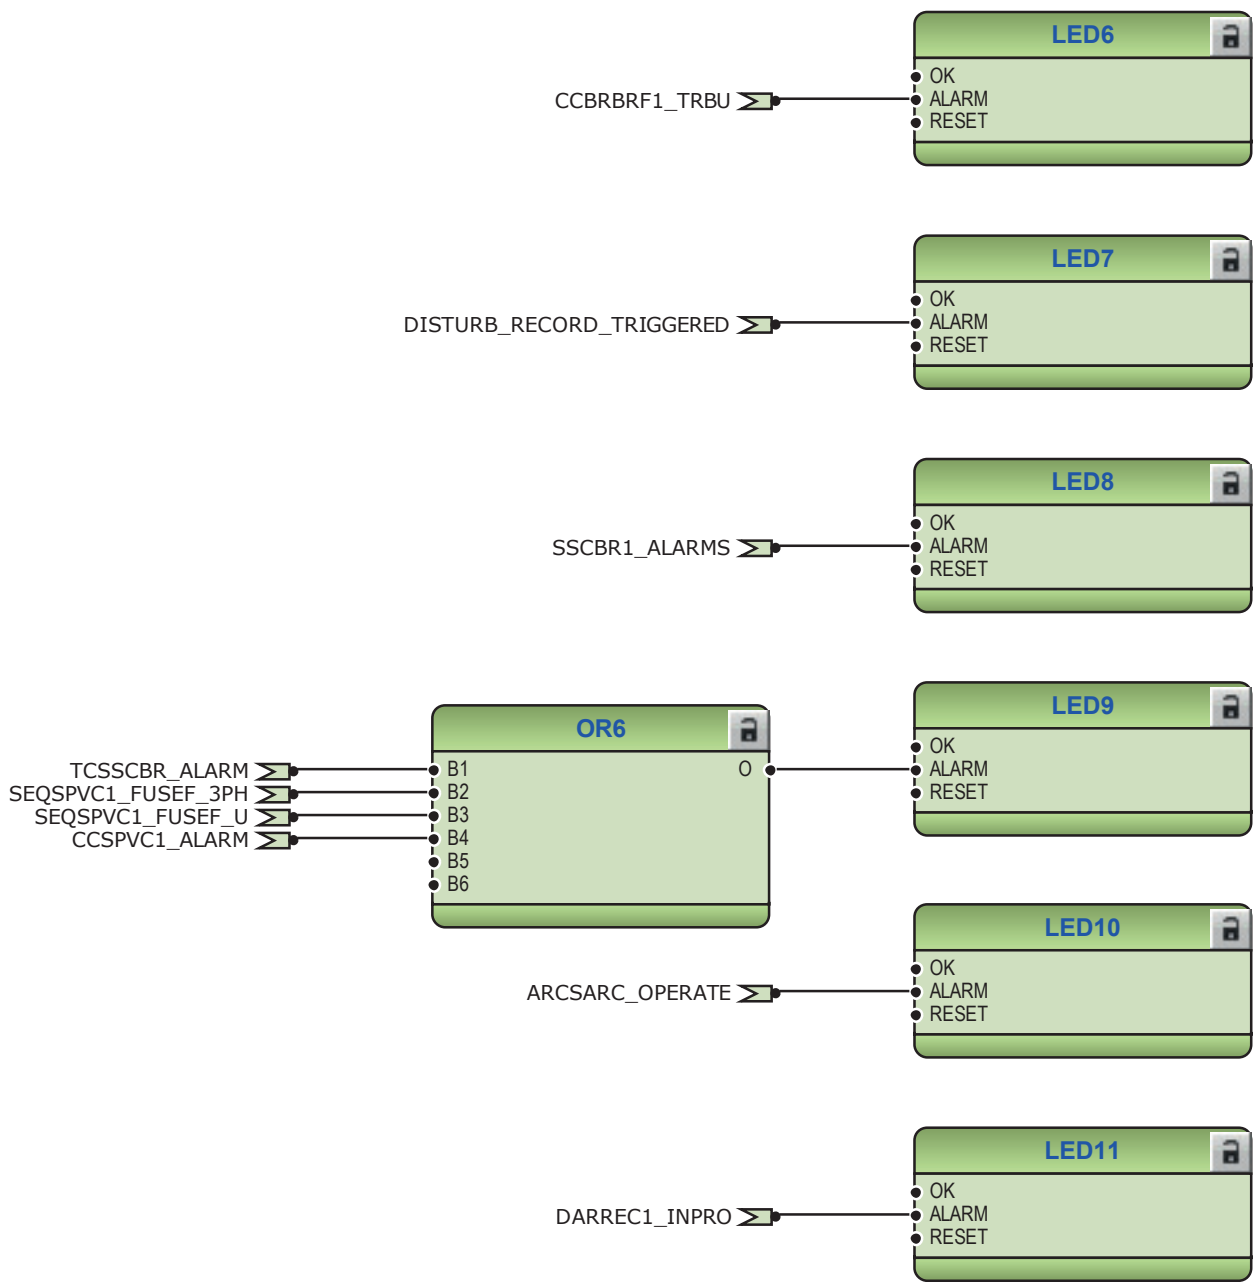 LED6
OK
CCBRBRF1_TRBU
ALARM
RESET
LED7
OK
DISTURB_RECORD_TRIGGERED
ALARM
RESET
LED8
OK
SSCBR1_ALARMS
ALARM
RESET
LED9
OR6
OK
TCSSCBR_ALARM
B1
O
ALARM
SEQSPVC1_FUSEF_3PH
B2
RESET
SEQSPVC1_FUSEF_U
B3
CCSPVC1_ALARM
B4
B5
B6
LED10
OK
ARCSARC_OPERATE
ALARM
RESET
LED11
OK
DARREC1_INPRO
ALARM
RESET